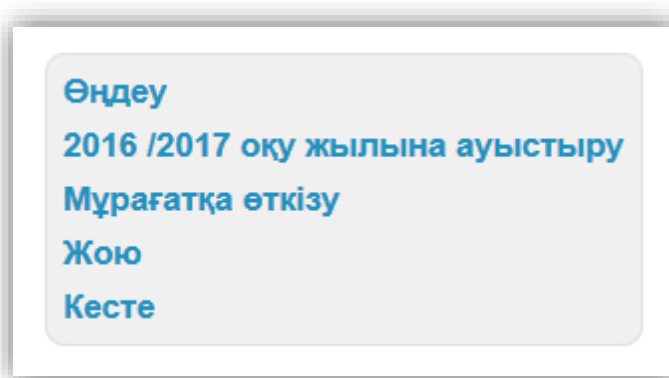 Өңдеу
2016 /2017 оқу жылына ауыстыру
Мұрағатқа өткізу
Жою
Кесте